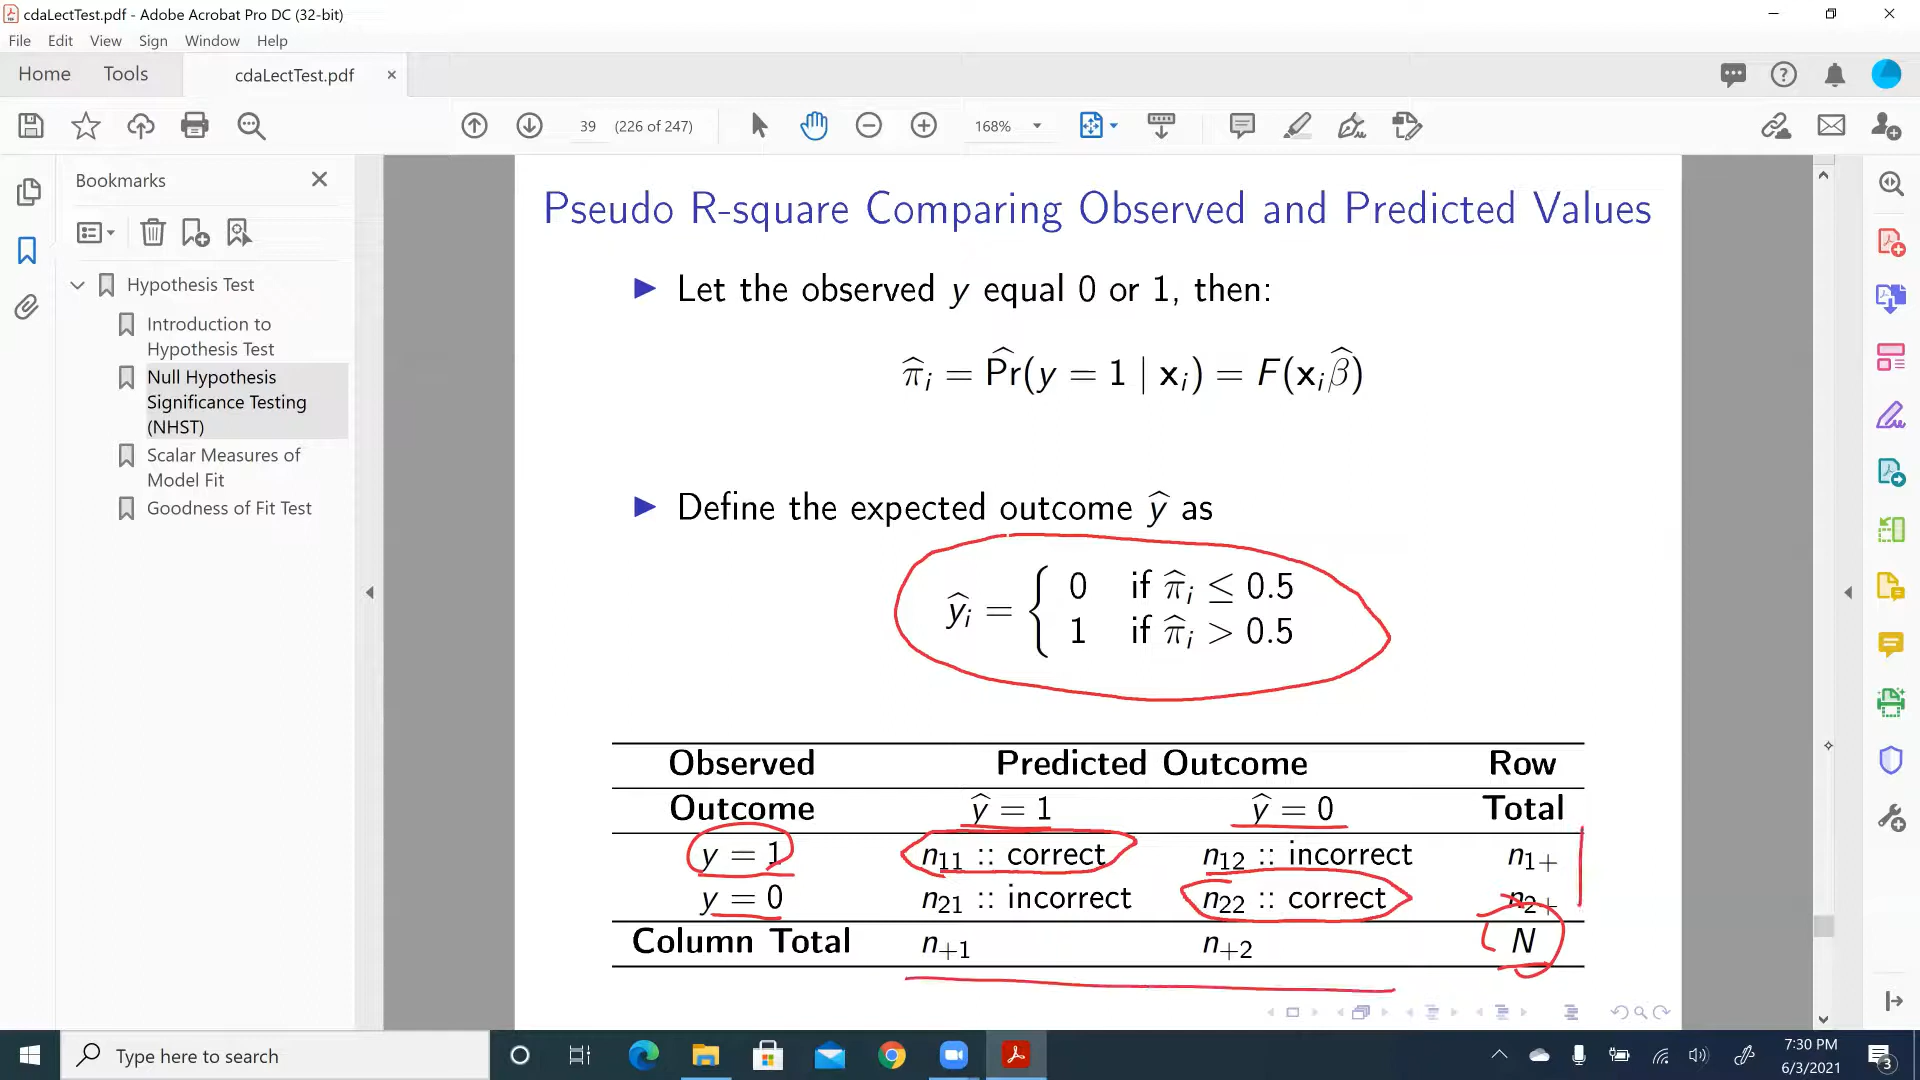 cdaLectTest.pdf - Adobe Acrobat Pro DC (32-bit)
File Edit View Sign Window Help
Home Tools cdaLectTest.pdf ×
39 (226 of 247) 168%
Bookmarks
Hypothesis Test
Introduction to
Hypothesis Test
Null Hypothesis
Significance Testing
(NHST)
Scalar Measures of
Model Fit
Goodness of Fit Test
Pseudo R-square Comparing Observed and Predicted Values
▶ Let the observed y equal 0 or 1, then:
π̂ᵢ = P̂r(y = 1 | xᵢ) = F(xᵢβ̂)
▶ Define the expected outcome ŷ as
ŷᵢ = { 0 if π̂ᵢ ≤ 0.5
1 if π̂ᵢ > 0.5
Observed Predicted Outcome Row
Outcome ŷ = 1 ŷ = 0 Total
y = 1 n₁₁ :: correct n₁₂ :: incorrect n₁₊
y = 0 n₂₁ :: incorrect n₂₂ :: correct n₂₊
Column Total n₊₁ n₊₂ N
Type here to search
7:30 PM
6/3/2021
3